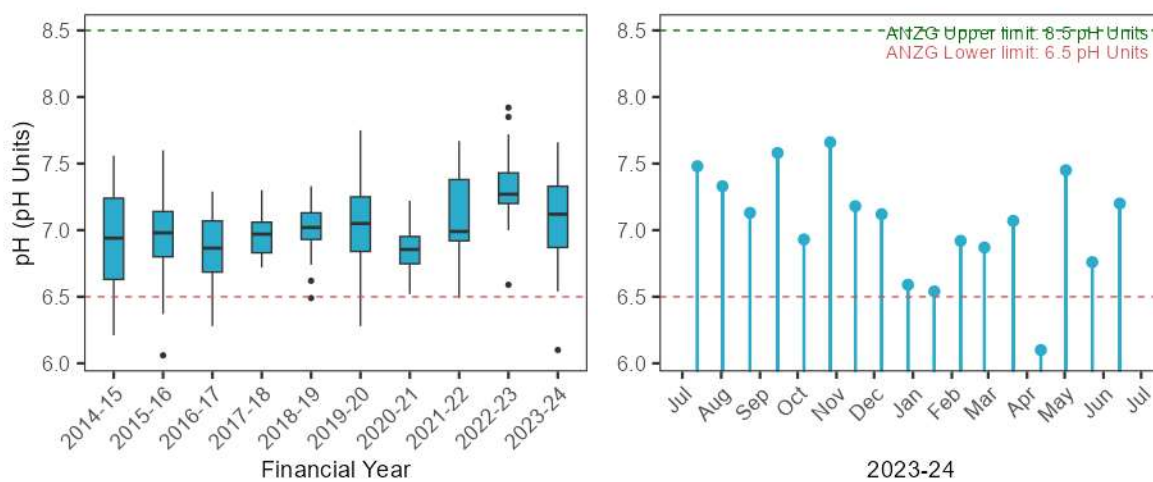 8.5
8.0
7.5
7.0
6.5
6.0
pH (pH Units)
2014-15
2015-16
2016-17
2017-18
2018-19
2019-20
2020-21
2021-22
2022-23
2023-24
Financial Year
ANZG Upper limit: 8.5 pH Units
ANZG Lower limit: 6.5 pH Units
8.5
8.0
7.5
7.0
6.5
6.0
Jul
Aug
Sep
Oct
Nov
Dec
Jan
Feb
Mar
Apr
May
Jun
Jul
2023-24